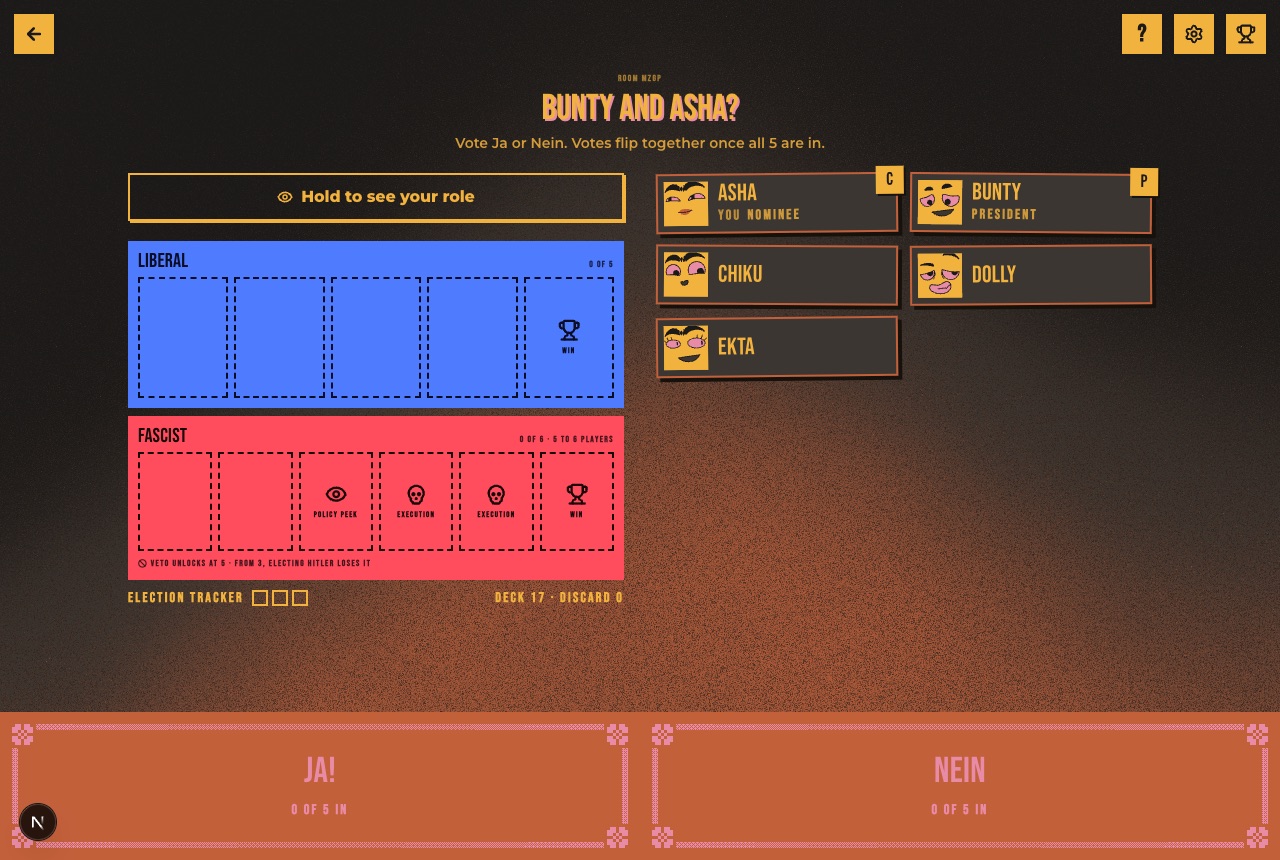 ?
ROOM MZ0P
BUNTY AND ASHA?
Vote Ja or Nein. Votes flip together once all 5 are in.
Hold to see your role
LIBERAL
0 OF 5
WIN
FASCIST
0 OF 6 · 5 TO 6 PLAYERS
POLICY PEEK
EXECUTION
EXECUTION
WIN
VETO UNLOCKS AT 5 · FROM 3, ELECTING HITLER LOSES IT
ELECTION TRACKER
DECK 17 · DISCARD 0
ASHA
YOU NOMINEE
C
BUNTY
PRESIDENT
P
CHIKU
DOLLY
EKTA
JA!
0 OF 5 IN
NEIN
0 OF 5 IN
N